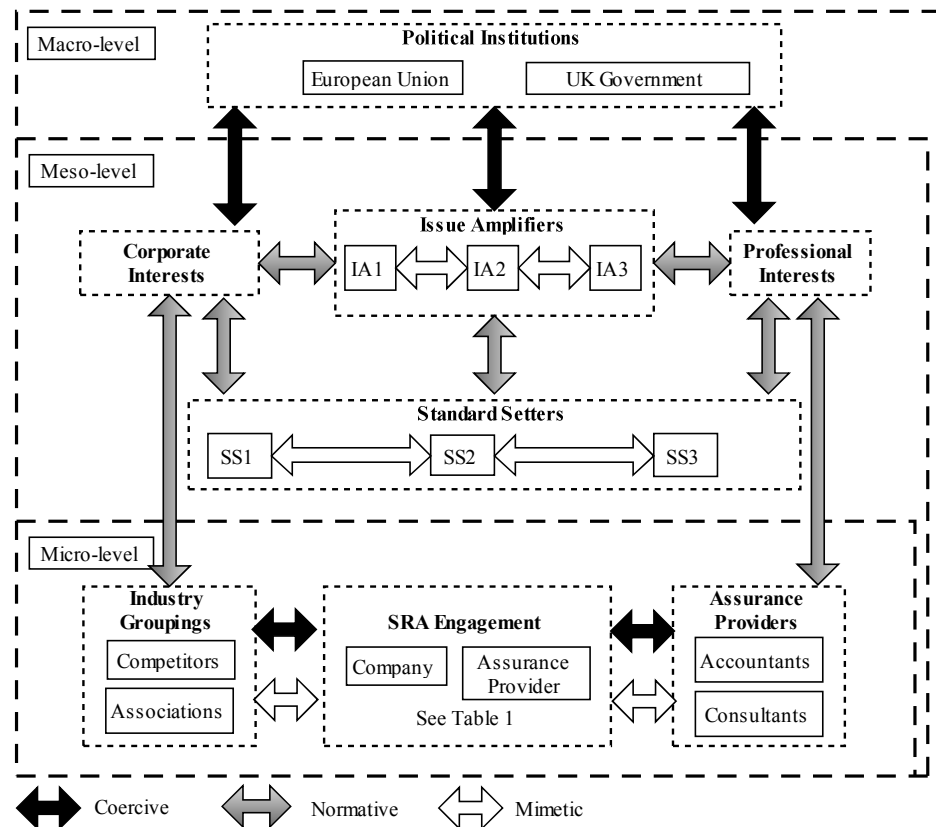 Macro-level
Political Institutions
European Union
UK Government
Meso-level
Corporate
Interests
Issue Amplifiers
IA1
IA2
IA3
Professional
Interests
Standard Setters
SS1
SS2
SS3
Micro-level
Industry
Groupings
Competitors
Associations
SRA Engagement
Company
Assurance
Provider
See Table 1
Assurance
Providers
Accountants
Consultants
Coercive
Normative
Mimetic